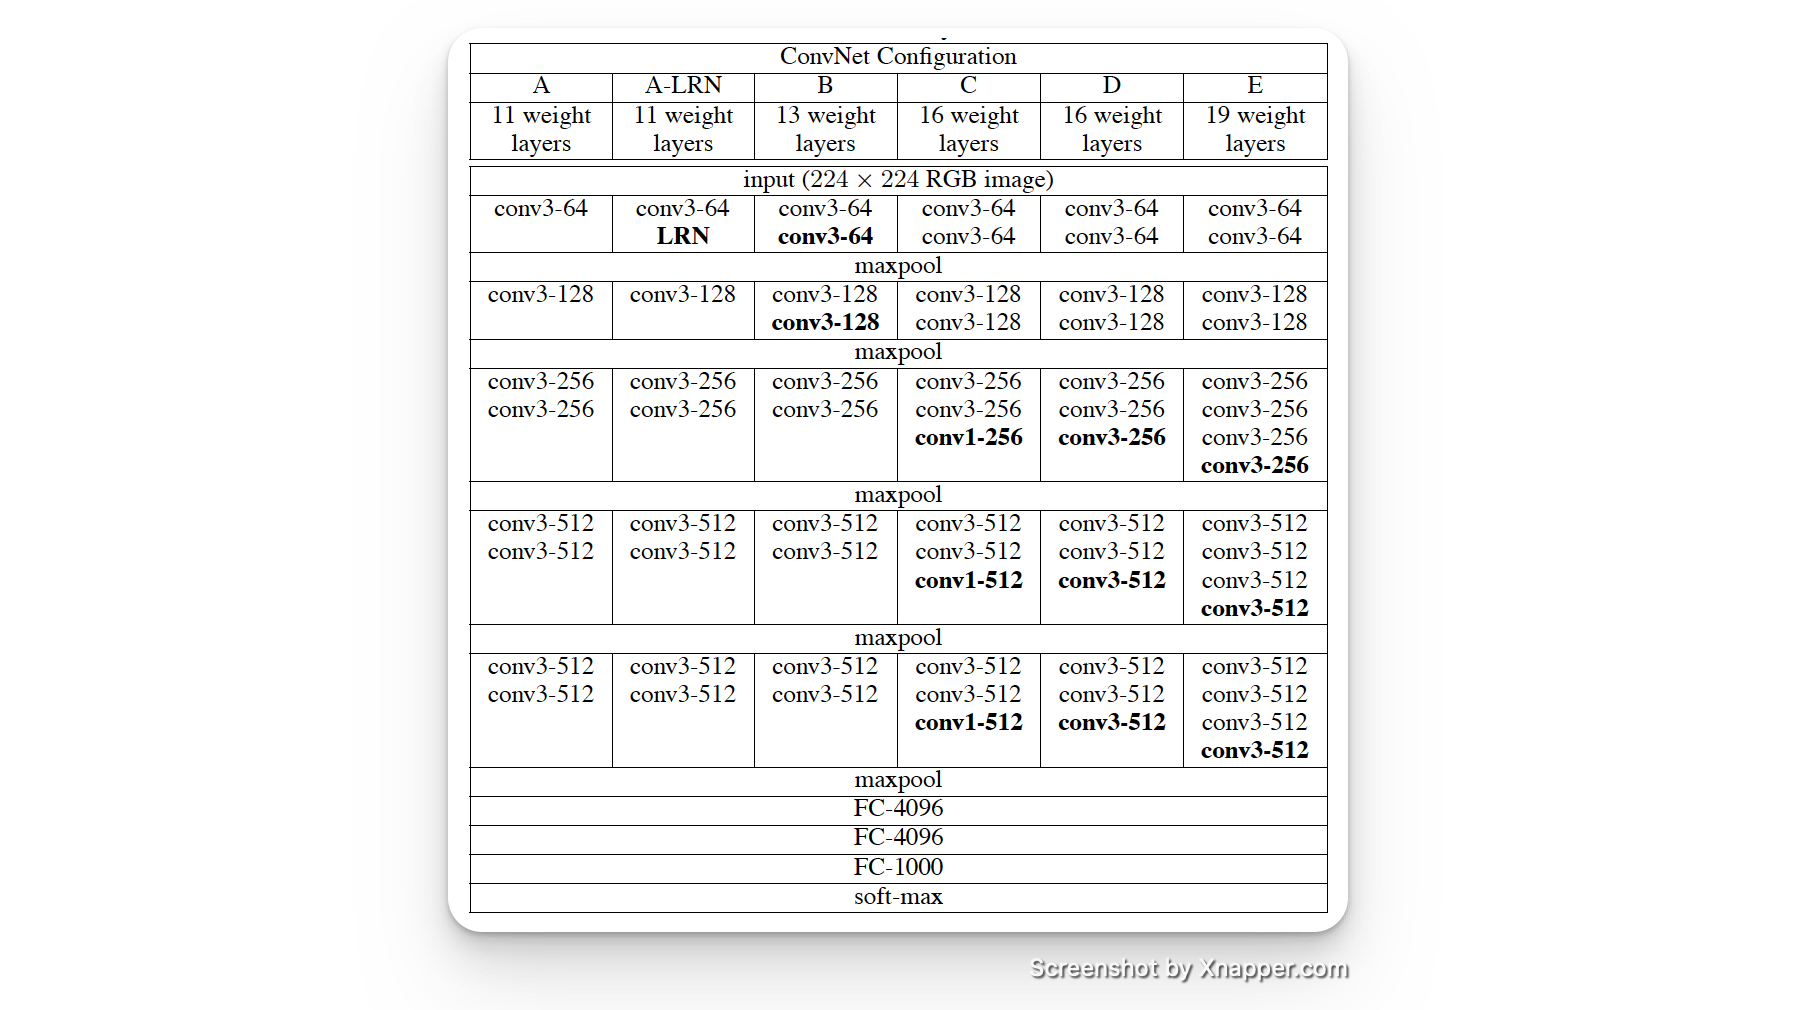 ConvNet Configuration
A A-LRN B C D E
11 weight 11 weight 13 weight 16 weight 16 weight 19 weight
layers layers layers layers layers layers
input (224 × 224 RGB image)
conv3-64 conv3-64 conv3-64 conv3-64 conv3-64 conv3-64
LRN conv3-64 conv3-64 conv3-64 conv3-64
maxpool
conv3-128 conv3-128 conv3-128 conv3-128 conv3-128 conv3-128
conv3-128 conv3-128 conv3-128 conv3-128
maxpool
conv3-256 conv3-256 conv3-256 conv3-256 conv3-256 conv3-256
conv3-256 conv3-256 conv3-256 conv3-256 conv3-256 conv3-256
conv1-256 conv3-256 conv3-256
conv3-256
maxpool
conv3-512 conv3-512 conv3-512 conv3-512 conv3-512 conv3-512
conv3-512 conv3-512 conv3-512 conv3-512 conv3-512 conv3-512
conv1-512 conv3-512 conv3-512
conv3-512
maxpool
conv3-512 conv3-512 conv3-512 conv3-512 conv3-512 conv3-512
conv3-512 conv3-512 conv3-512 conv3-512 conv3-512 conv3-512
conv1-512 conv3-512 conv3-512
conv3-512
maxpool
FC-4096
FC-4096
FC-1000
soft-max
Screenshot by Xnapper.com